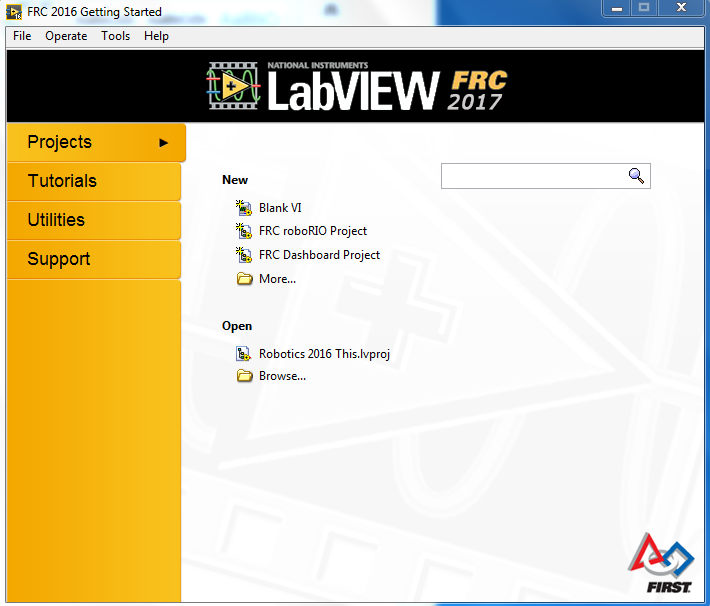 FRC 2016 Getting Started
File Operate Tools Help
NATIONAL INSTRUMENTS
LabVIEW FRC 2017
Projects
Tutorials
Utilities
Support
New
Blank VI
FRC roboRIO Project
FRC Dashboard Project
More...
Open
Robotics 2016 This.lvproj
Browse...
FIRST